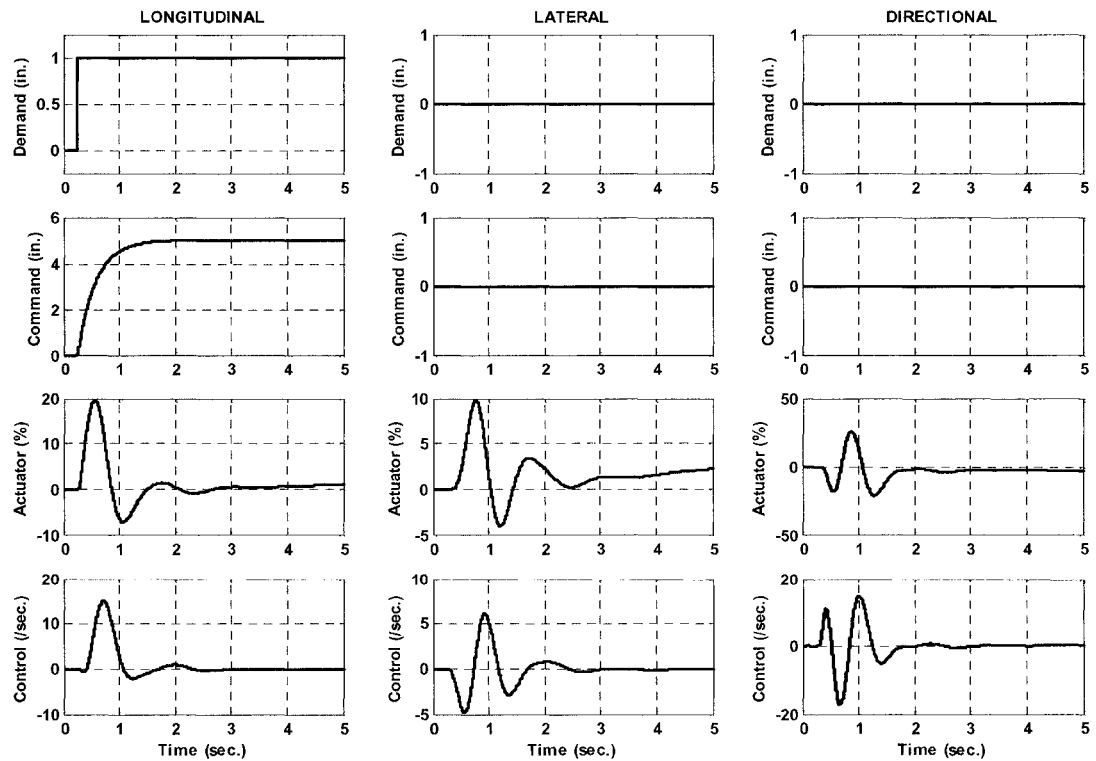 LONGITUDINAL
LATERAL
DIRECTIONAL
Demand (in.)
1
0.5
0
0 1 2 3 4 5
Demand (in.)
1
0
-1
0 1 2 3 4 5
Demand (in.)
1
0
-1
0 1 2 3 4 5
Command (in.)
6
4
2
0
0 1 2 3 4 5
Command (in.)
1
0
-1
0 1 2 3 4 5
Command (in.)
1
0
-1
0 1 2 3 4 5
Actuator (%)
20
10
0
-10
0 1 2 3 4 5
Actuator (%)
10
5
0
-5
0 1 2 3 4 5
Actuator (%)
50
0
-50
0 1 2 3 4 5
Control (/sec.)
20
10
0
-10
0 1 2 3 4 5
Time (sec.)
Control (/sec.)
10
5
0
-5
0 1 2 3 4 5
Time (sec.)
Control (/sec.)
20
0
-20
0 1 2 3 4 5
Time (sec.)